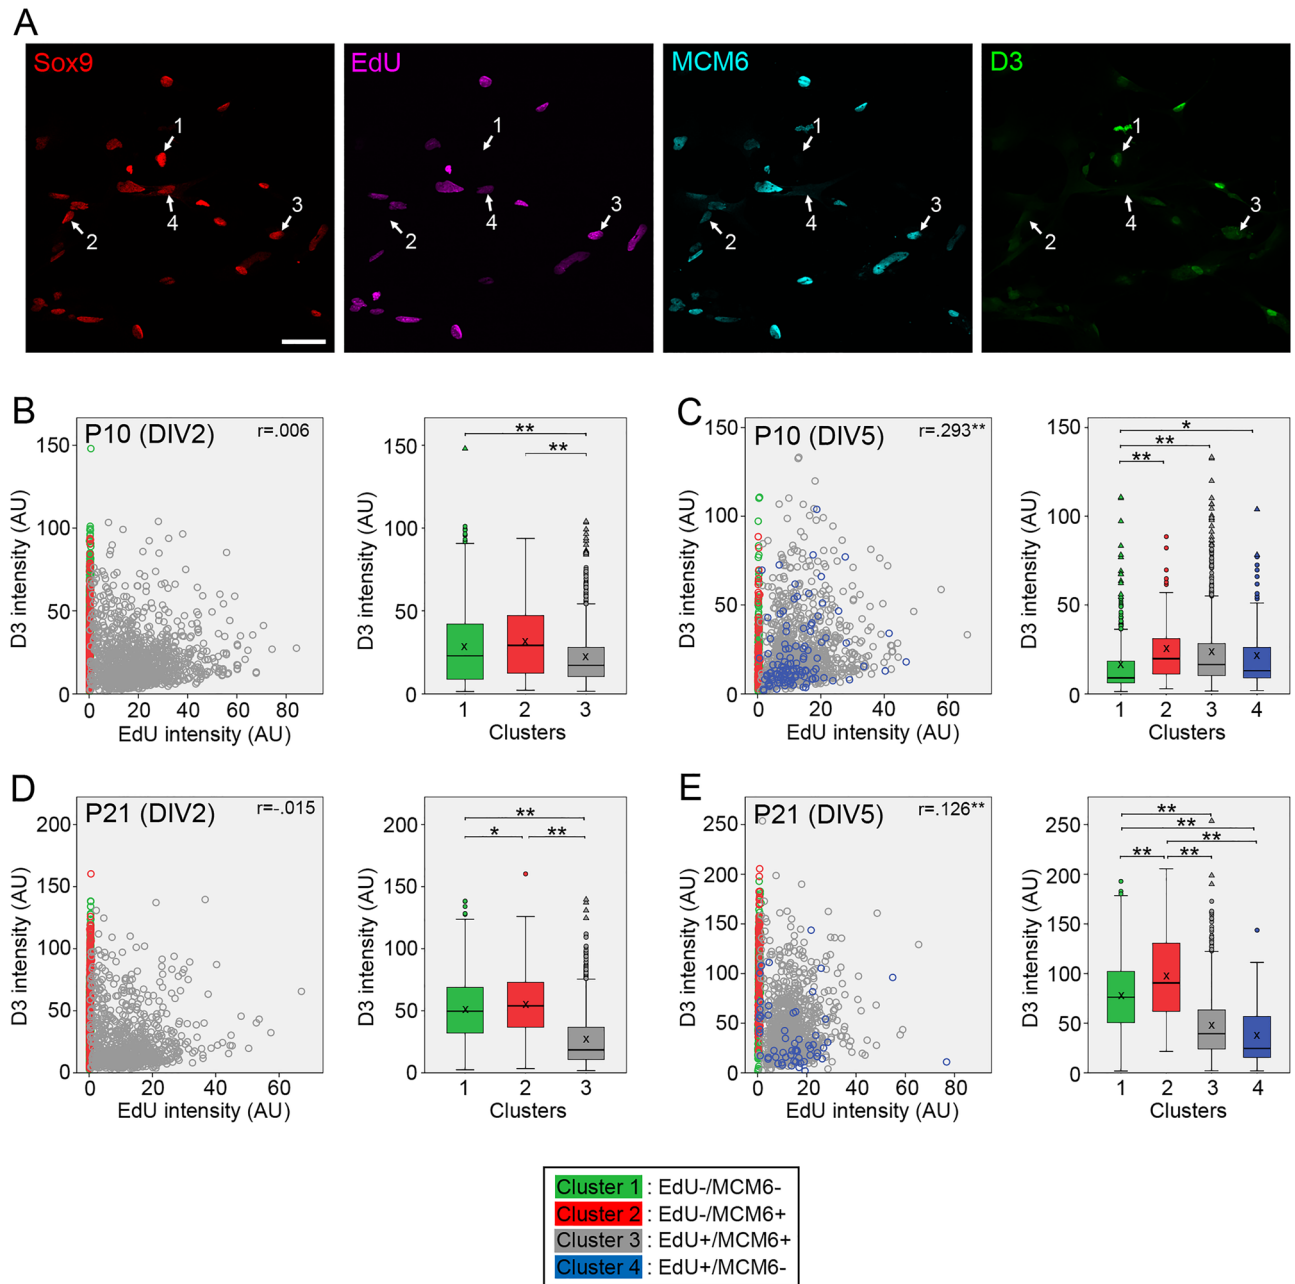 A
Sox9
EdU
MCM6
D3
1
2
3
4
1
2
3
4
1
2
3
4
1
2
3
4
B
P10 (DIV2)
r=.006
D3 intensity (AU)
150
100
50
0
0 20 40 60 80
EdU intensity (AU)
D3 intensity (AU)
150
100
50
0
** **
1 2 3
Clusters
C
P10 (DIV5)
r=.293**
D3 intensity (AU)
150
100
50
0
0 20 40 60
EdU intensity (AU)
D3 intensity (AU)
150
100
50
0
* ** **
1 2 3 4
Clusters
D
P21 (DIV2)
r=-.015
D3 intensity (AU)
200
150
100
50
0
0 20 40 60
EdU intensity (AU)
D3 intensity (AU)
200
150
100
50
0
** * **
1 2 3
Clusters
E
P21 (DIV5)
r=.126**
D3 intensity (AU)
250
200
150
100
50
0
0 20 40 60 80
EdU intensity (AU)
D3 intensity (AU)
250
200
150
100
50
0
** ** ** ** **
1 2 3 4
Clusters
Cluster 1 : EdU-/MCM6-
Cluster 2 : EdU-/MCM6+
Cluster 3 : EdU+/MCM6+
Cluster 4 : EdU+/MCM6-